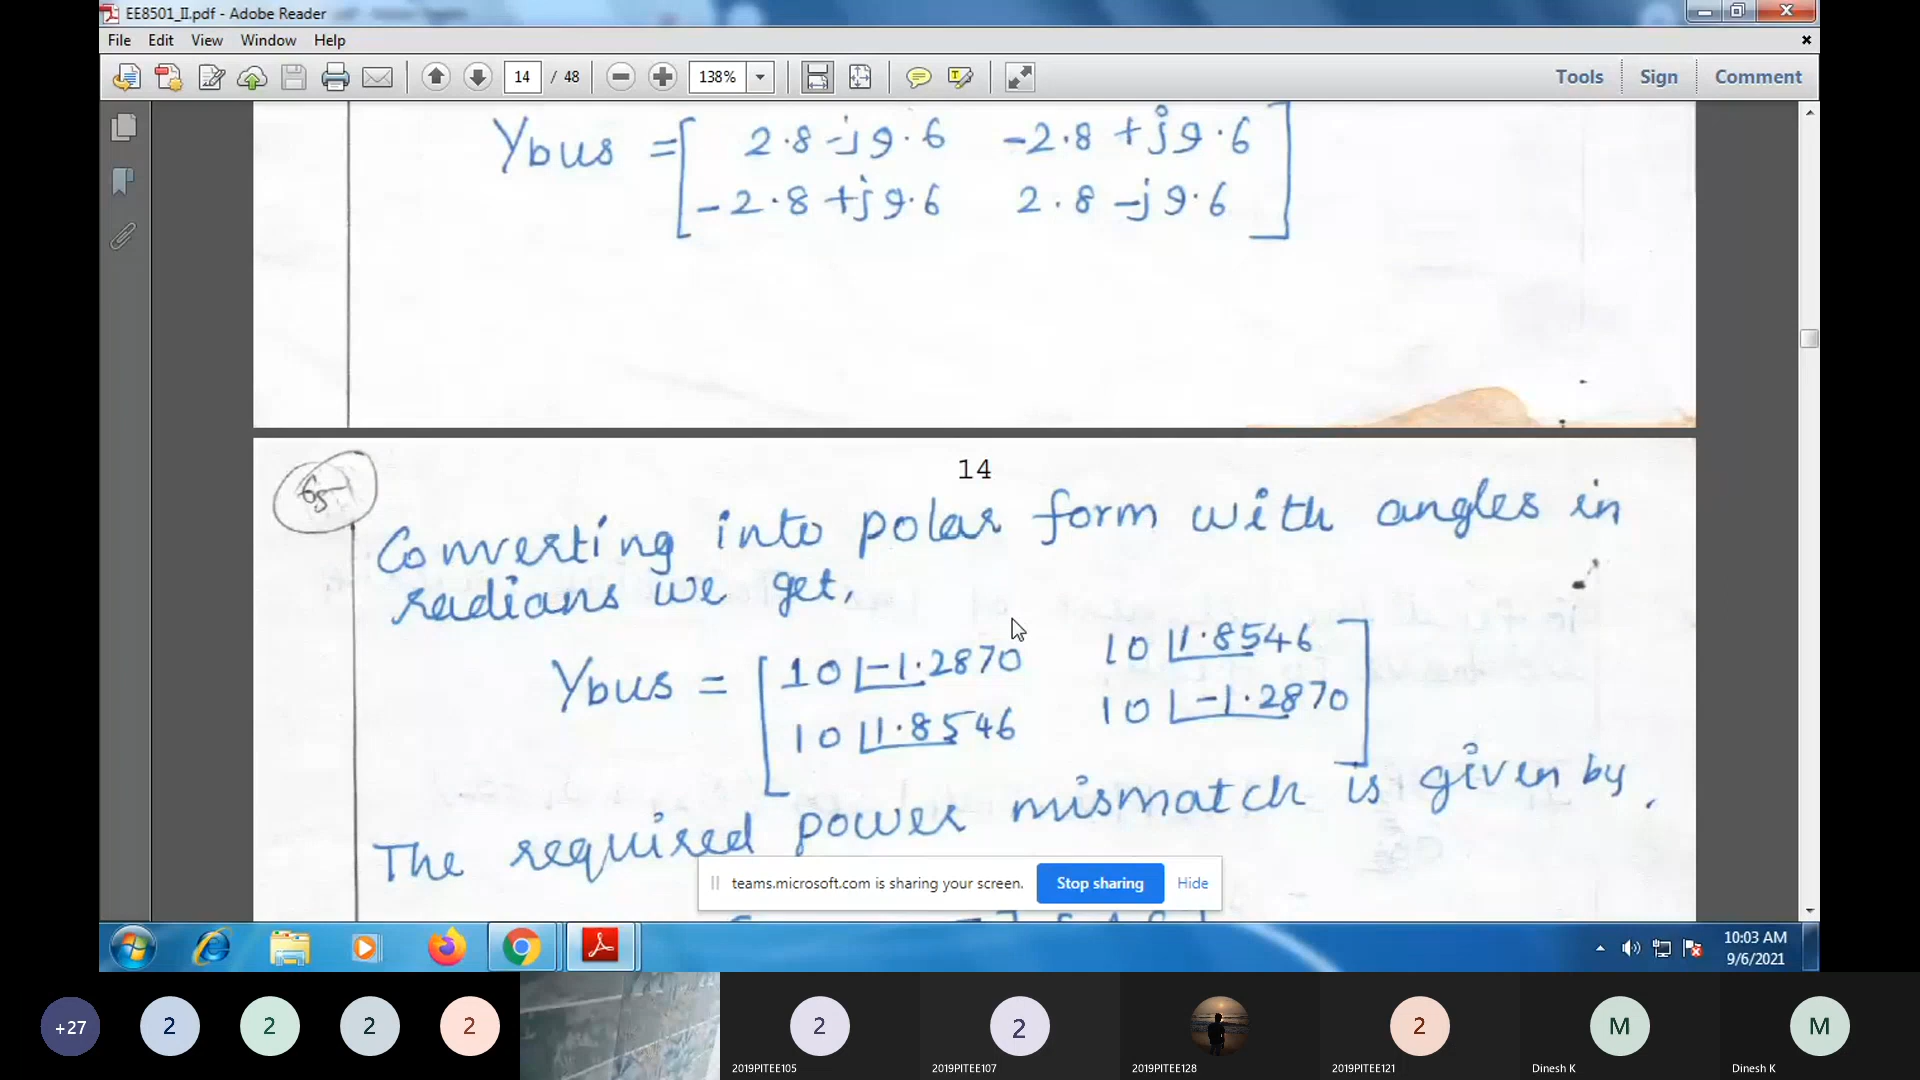 EE8501_II.pdf - Adobe Reader
File Edit View Window Help
14 / 48 138% Tools Sign Comment
Ybus = [ 2.8 -j9.6 -2.8 +j9.6
-2.8 +j9.6 2.8 -j9.6 ]
14
65
Converting into polar form with angles in
radians we get,
Ybus = [ 10 ∠-1.2870 10 ∠1.8546
10 ∠1.8546 10 ∠-1.2870 ]
The required power mismatch is given by,
teams.microsoft.com is sharing your screen. Stop sharing Hide
10:03 AM
9/6/2021
+27 2 2 2 2 2 2 2 M M
2019PITEE105 2019PITEE107 2019PITEE128 2019PITEE121 Dinesh K Dinesh K